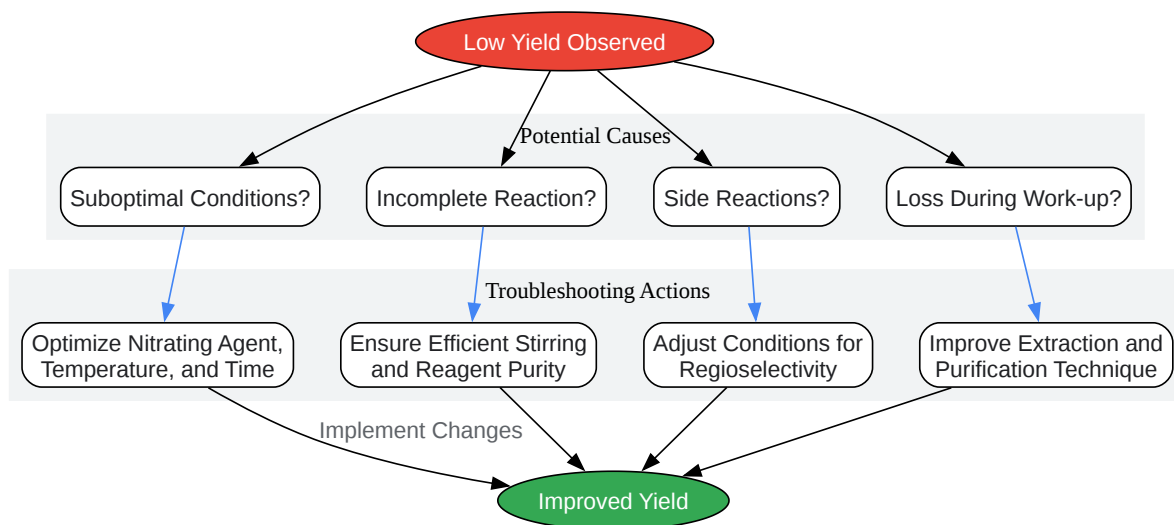 Low Yield Observed
Potential Causes
Suboptimal Conditions?
Incomplete Reaction?
Side Reactions?
Loss During Work-up?
Troubleshooting Actions
Optimize Nitrating Agent,
Temperature, and Time
Ensure Efficient Stirring
and Reagent Purity
Adjust Conditions for
Regioselectivity
Improve Extraction and
Purification Technique
Implement Changes
Improved Yield